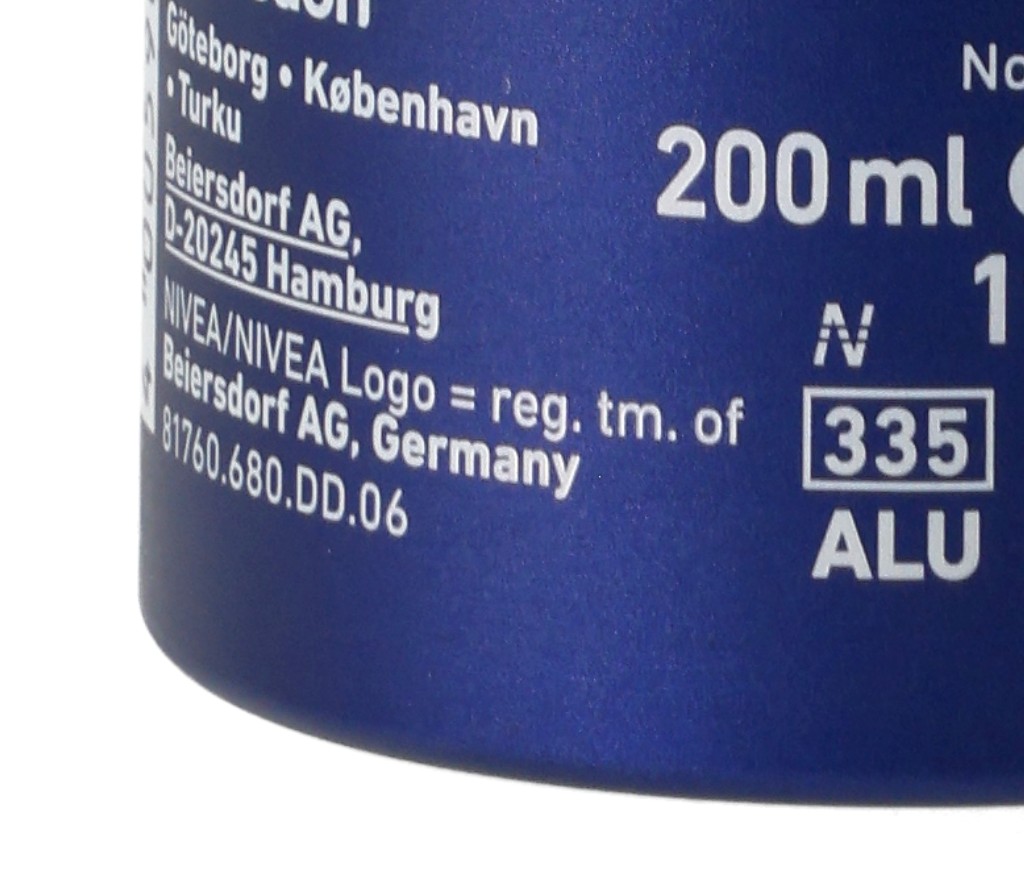 Göteborg • København
• Turku
Beiersdorf AG,
D-20245 Hamburg
NIVEA/NIVEA Logo = reg. tm. of
Beiersdorf AG, Germany
81760.680.DD.06
200 ml
1
N
335
ALU